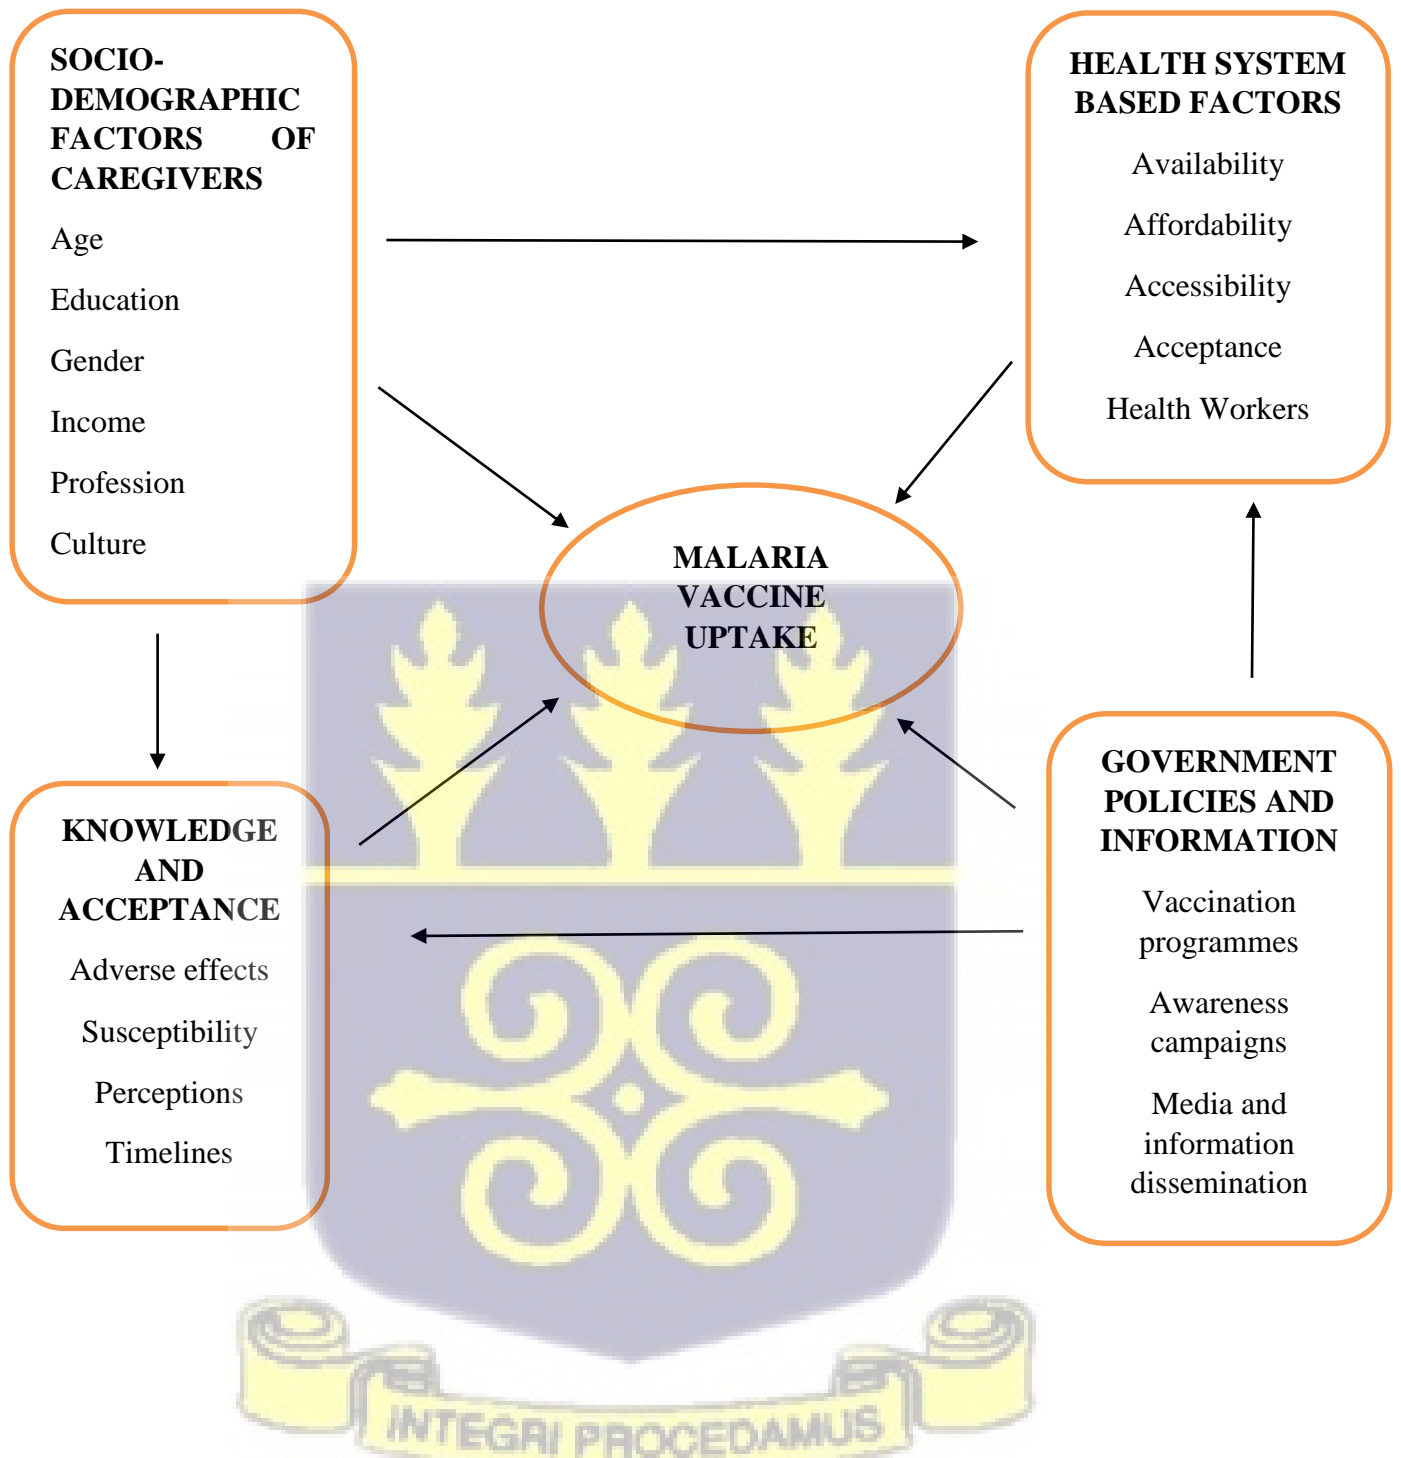 SOCIO-
DEMOGRAPHIC
FACTORS OF
CAREGIVERS
Age
Education
Gender
Income
Profession
Culture
HEALTH SYSTEM
BASED FACTORS
Availability
Affordability
Accessibility
Acceptance
Health Workers
MALARIA
VACCINE
UPTAKE
KNOWLEDGE
AND
ACCEPTANCE
Adverse effects
Susceptibility
Perceptions
Timelines
GOVERNMENT
POLICIES AND
INFORMATION
Vaccination
programmes
Awareness
campaigns
Media and
information
dissemination
INTEGRI PROCEDAMUS